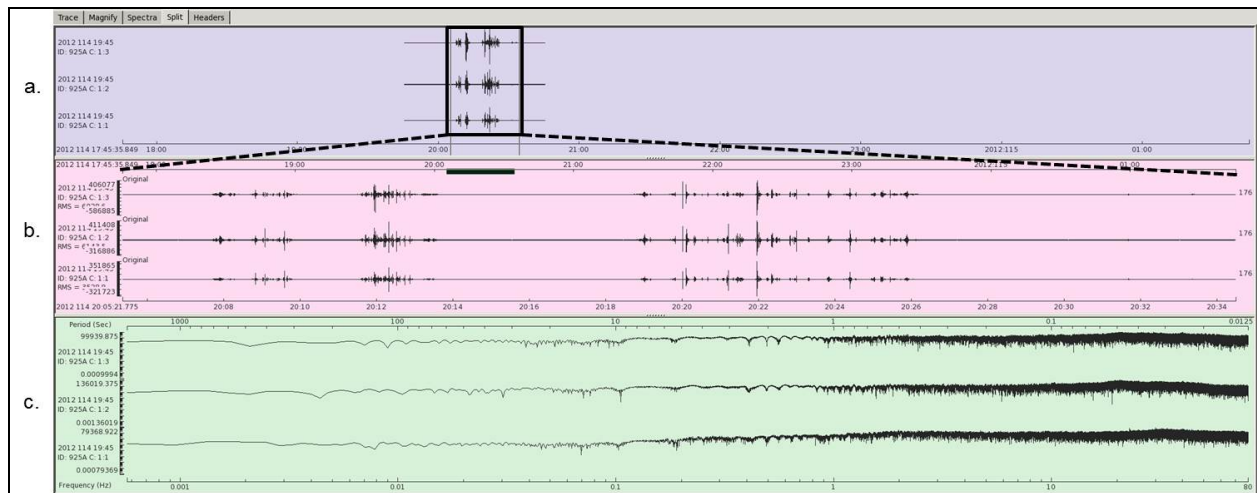 Trace Magnify Spectra Split Headers
a.
2012 114 19:45
ID: 925A C: 1:3
2012 114 19:45
ID: 925A C: 1:2
2012 114 19:45
ID: 925A C: 1:1
2012 114 17:45:35.849 18:00 20:00 22:00 23:00 2012115 01:00
2012 114 17:45:35.849 18:00 19:00 20:00 21:00 22:00 23:00 01:00
b.
Original
406077
ID: 925A C: 1:3
-586885
176
Original
411408
ID: 925A C: 1:2
-316886
176
Original
351865
ID: 925A C: 1:1
-321723
176
2012 114 20:05:21.775 20:08 20:10 20:12 20:14 20:16 20:18 20:20 20:22 20:24 20:26 20:28 20:30 20:32 20:34
c.
Period (Sec) 1000 100 10 1 0.1 0.0125
99939.875
2012 114 19:45
ID: 925A C: 1:3
0.0009994
136019.375
2012 114 19:45
ID: 925A C: 1:2
0.00136019
79368.922
2012 114 19:45
ID: 925A C: 1:1
0.00079369
Frequency (Hz) 0.001 0.01 0.1 1 10 80